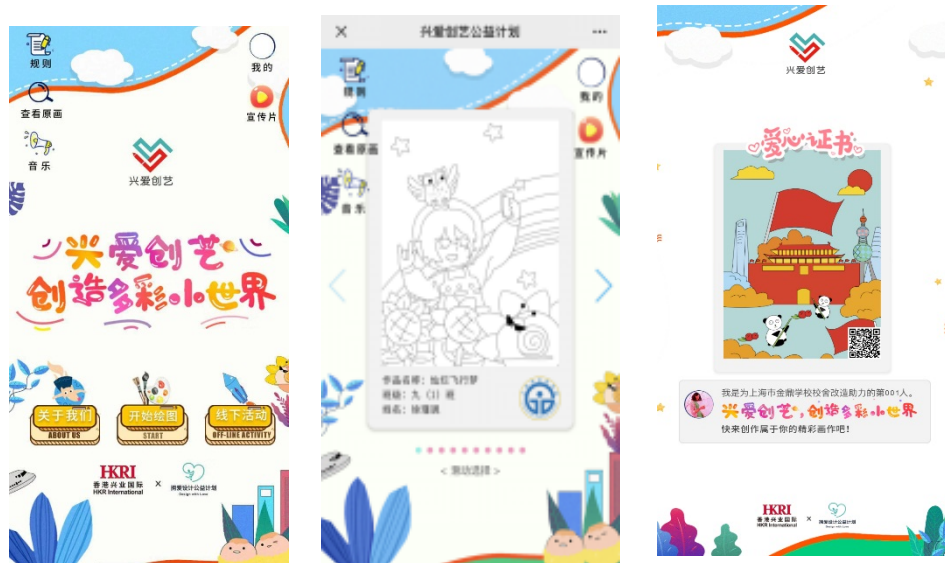 规则
我的
查看原画
宣传片
音乐
兴爱创艺
兴爱创艺
创造多彩小世界
关于我们
ABOUT US
开始绘图
START
线下活动
OFF-LINE ACTIVITY
HKRI
香港兴业国际
HKR International
×
Design with Love
兴爱创艺公益计划
规则
我的
查看原画
宣传片
音乐
作品名称：
班级：九（1）班
姓名：
< 滑动选择 >
兴爱创艺
爱心证书
我是为上海市金鼎学校校舍改造助力的第001人。
兴爱创艺，创造多彩小世界
快来创作属于你的精彩画作吧！
HKRI
香港兴业国际
HKR International
×